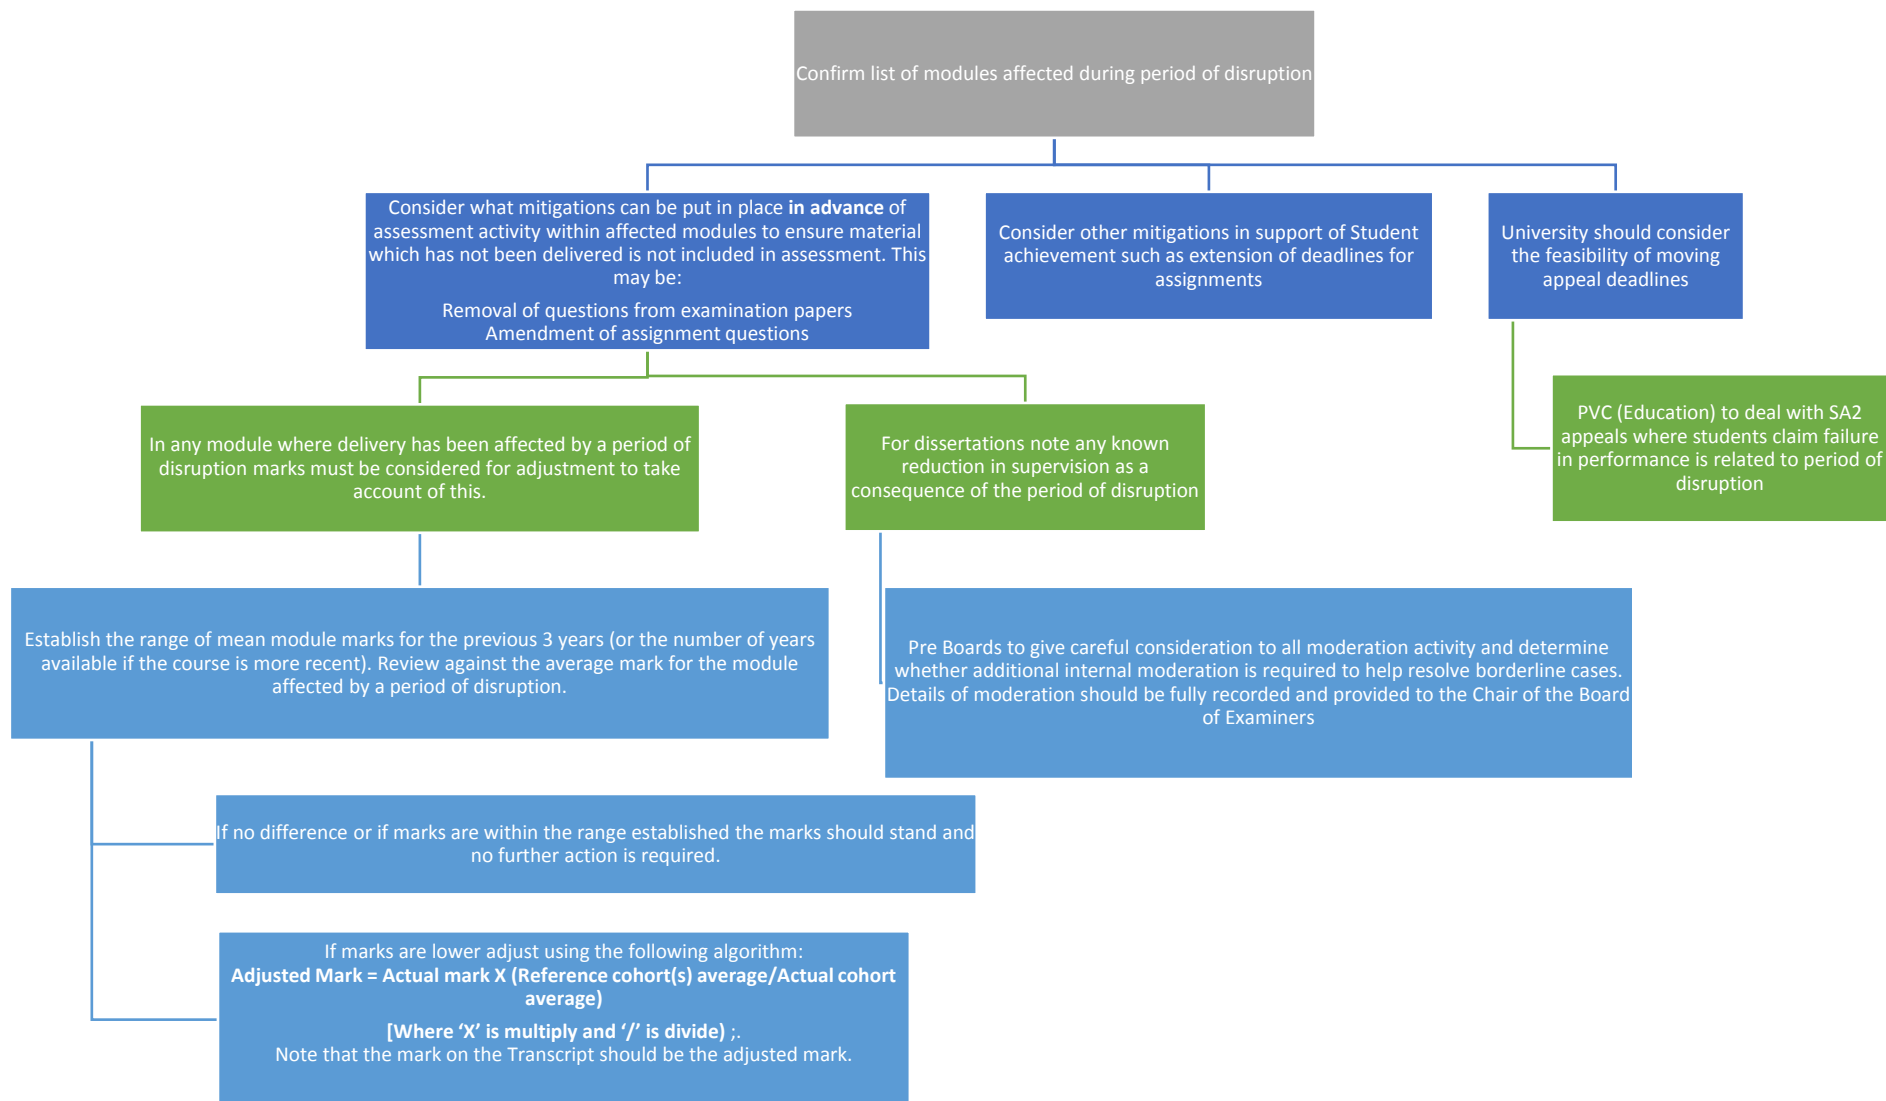 Confirm list of modules affected during period of disruption
Consider what mitigations can be put in place in advance of
assessment activity within affected modules to ensure material
which has not been delivered is not included in assessment. This
may be:
Removal of questions from examination papers
Amendment of assignment questions
Consider other mitigations in support of Student
achievement such as extension of deadlines for
assignments
University should consider
the feasibility of moving
appeal deadlines
In any module where delivery has been affected by a period of
disruption marks must be considered for adjustment to take
account of this.
For dissertations note any known
reduction in supervision as a
consequence of the period of disruption
PVC (Education) to deal with SA2
appeals where students claim failure
in performance is related to period of
disruption
Establish the range of mean module marks for the previous 3 years (or the number of years
available if the course is more recent). Review against the average mark for the module
affected by a period of disruption.
Pre Boards to give careful consideration to all moderation activity and determine
whether additional internal moderation is required to help resolve borderline cases.
Details of moderation should be fully recorded and provided to the Chair of the Board
of Examiners
If no difference or if marks are within the range established the marks should stand and
no further action is required.
If marks are lower adjust using the following algorithm:
Adjusted Mark = Actual mark X (Reference cohort(s) average/Actual cohort
average)
[Where ‘X’ is multiply and ‘/’ is divide) ;.
Note that the mark on the Transcript should be the adjusted mark.